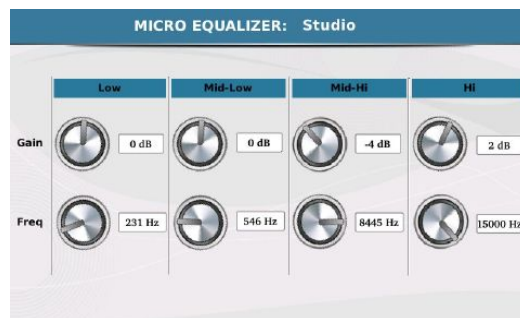 MICRO EQUALIZER: Studio
Low Mid-Low Mid-Hi Hi
Gain 0 dB 0 dB -4 dB 2 dB
Freq 231 Hz 546 Hz 8445 Hz 15000 Hz